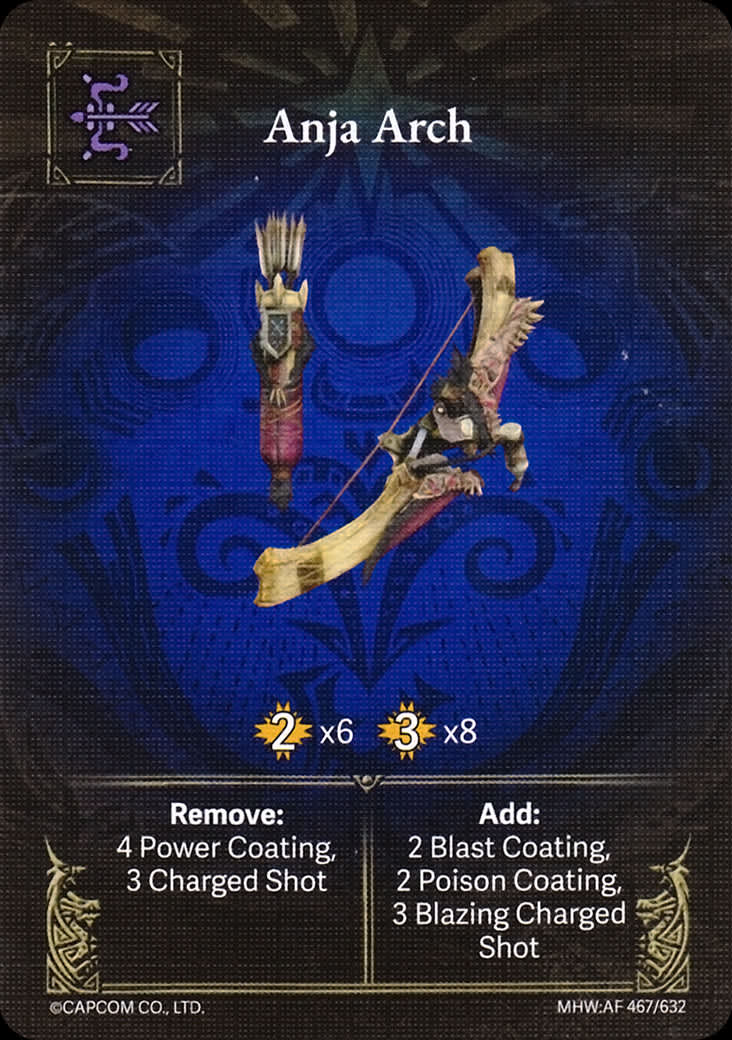 Anja Arch
2 x6 3 x8
Remove:
4 Power Coating,
3 Charged Shot
Add:
2 Blast Coating,
2 Poison Coating,
3 Blazing Charged
Shot
©CAPCOM CO., LTD.
MHW:AF 467/632